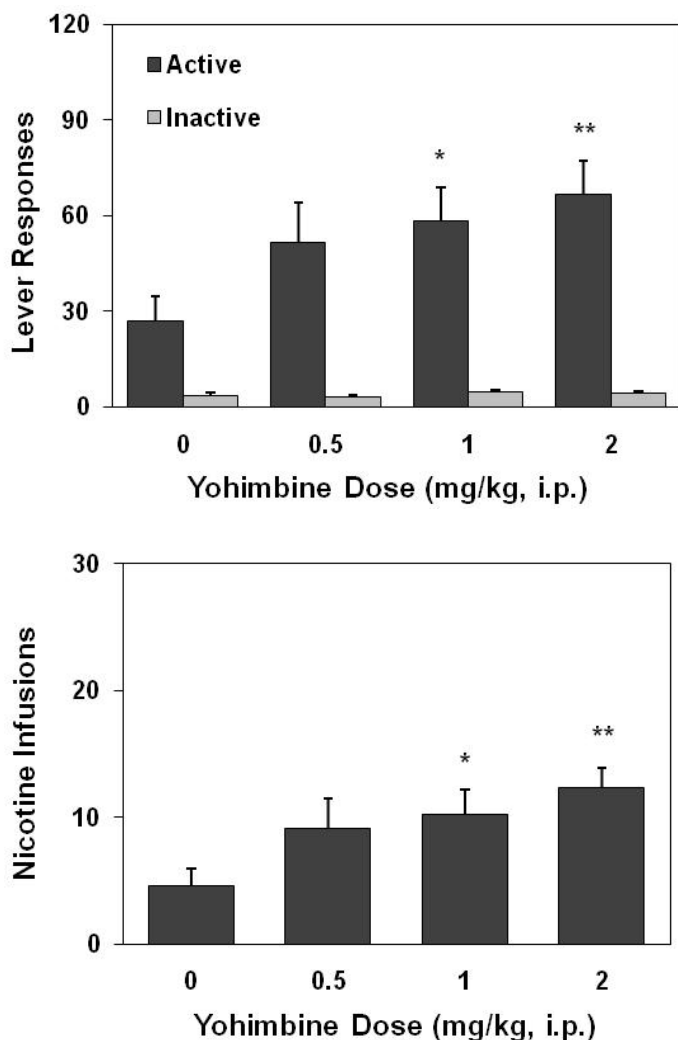 120
Active
Inactive
90
**
*
Lever Responses
60
30
0
0 0.5 1 2
Yohimbine Dose (mg/kg, i.p.)
30
Nicotine Infusions
20
**
*
10
0
0 0.5 1 2
Yohimbine Dose (mg/kg, i.p.)